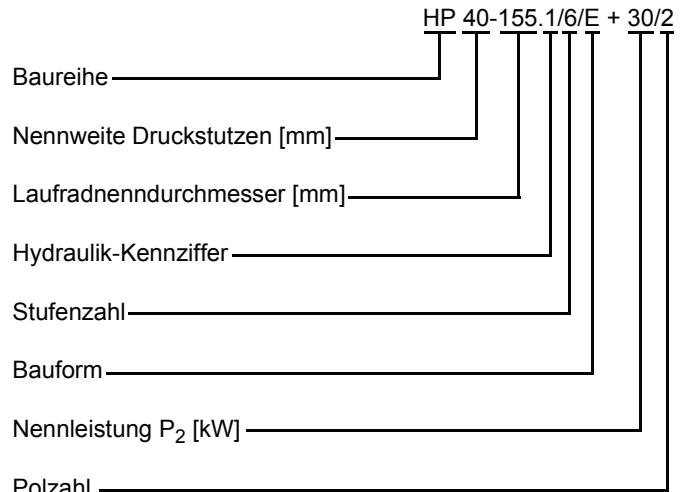 HP 40-155.1/6/E + 30/2
Baureihe
Nennweite Druckstutzen [mm]
Laufradnenndurchmesser [mm]
Hydraulik-Kennziffer
Stufenzahl
Bauform
Nennleistung P₂ [kW]
Polzahl